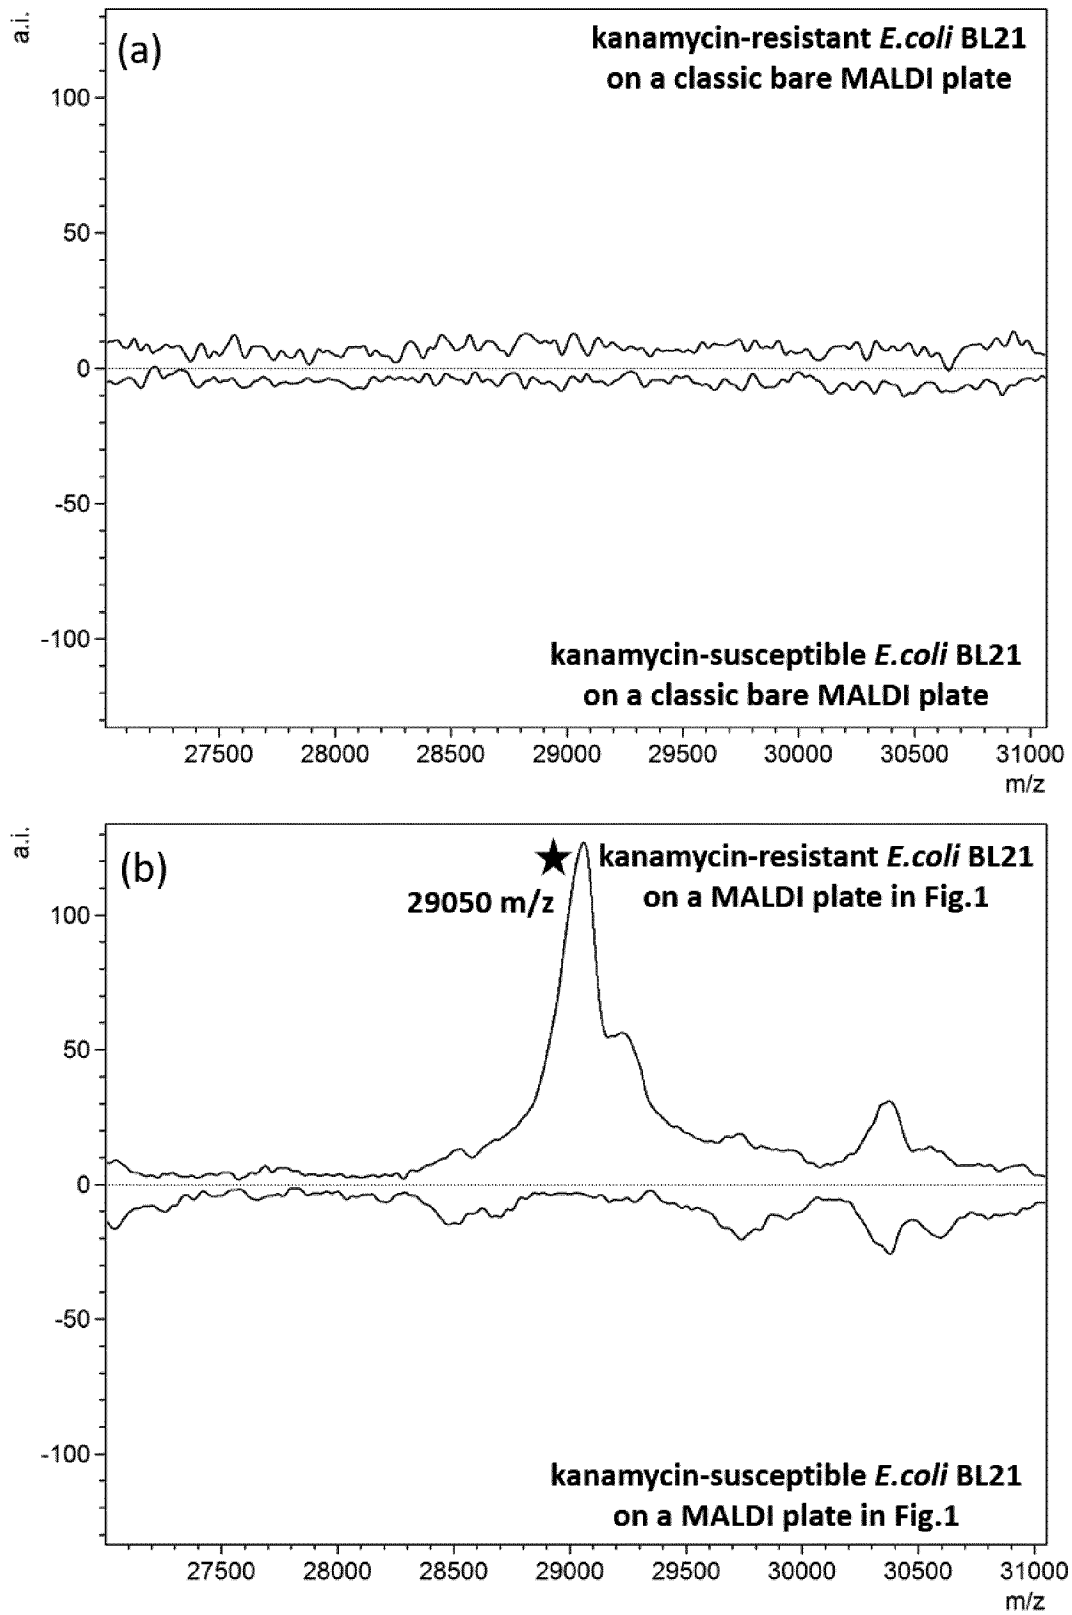 a.i.
(a)
kanamycin-resistant E.coli BL21
on a classic bare MALDI plate
100
50
0
-50
-100
kanamycin-susceptible E.coli BL21
on a classic bare MALDI plate
27500 28000 28500 29000 29500 30000 30500 31000
m/z
a.i.
(b)
★ kanamycin-resistant E.coli BL21
29050 m/z on a MALDI plate in Fig.1
100
50
0
-50
-100
kanamycin-susceptible E.coli BL21
on a MALDI plate in Fig.1
27500 28000 28500 29000 29500 30000 30500 31000
m/z